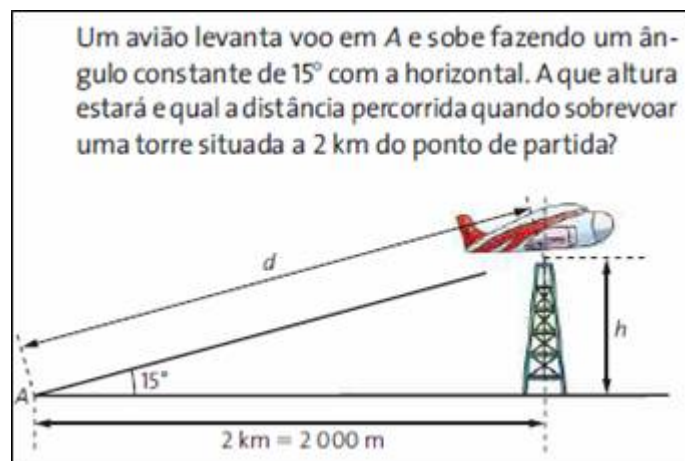 Um avião levanta voo em A e sobe fazendo um ân-
gulo constante de 15° com a horizontal. A que altura
estará e qual a distância percorrida quando sobrevoar
uma torre situada a 2 km do ponto de partida?
d
h
15°
A
2 km = 2 000 m